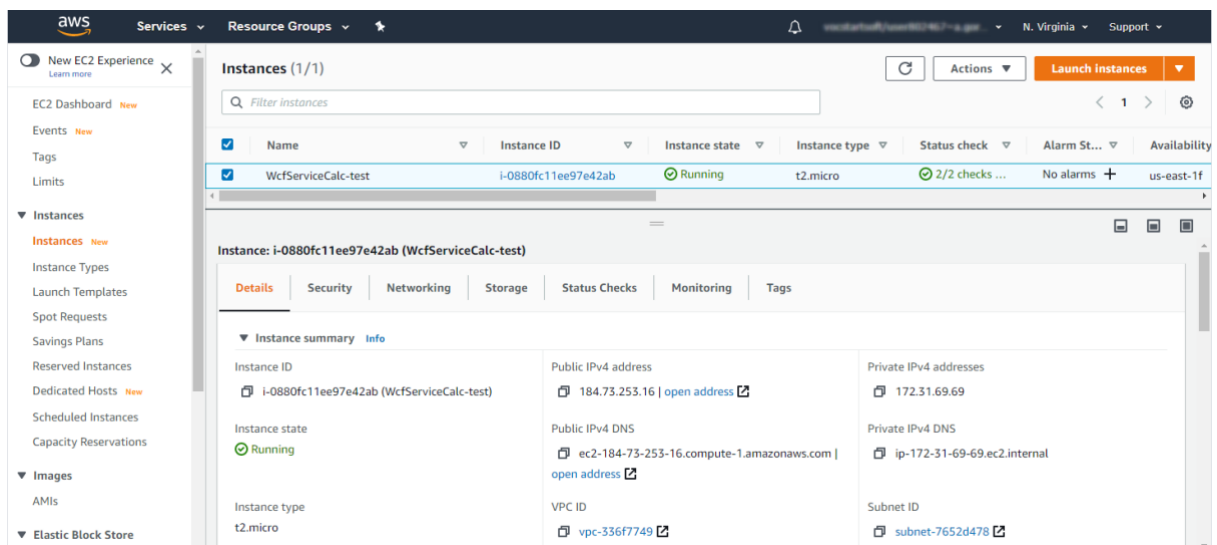 aws Services Resource Groups N. Virginia Support
New EC2 Experience
Learn more
EC2 Dashboard New
Events New
Tags
Limits
Instances
Instances New
Instance Types
Launch Templates
Spot Requests
Savings Plans
Reserved Instances
Dedicated Hosts New
Scheduled Instances
Capacity Reservations
Images
AMIs
Elastic Block Store
Instances (1/1) Actions Launch instances
Filter instances 1
Name Instance ID Instance state Instance type Status check Alarm St... Availability
WcfServiceCalc-test i-0880fc11ee97e42ab Running t2.micro 2/2 checks ... No alarms + us-east-1f
Instance: i-0880fc11ee97e42ab (WcfServiceCalc-test)
Details Security Networking Storage Status Checks Monitoring Tags
Instance summary Info
Instance ID Public IPv4 address Private IPv4 addresses
i-0880fc11ee97e42ab (WcfServiceCalc-test) 184.73.253.16 | open address 172.31.69.69
Instance state Public IPv4 DNS Private IPv4 DNS
Running ec2-184-73-253-16.compute-1.amazonaws.com | ip-172-31-69-69.ec2.internal
open address
Instance type VPC ID Subnet ID
t2.micro vpc-336f7749 subnet-7652d478